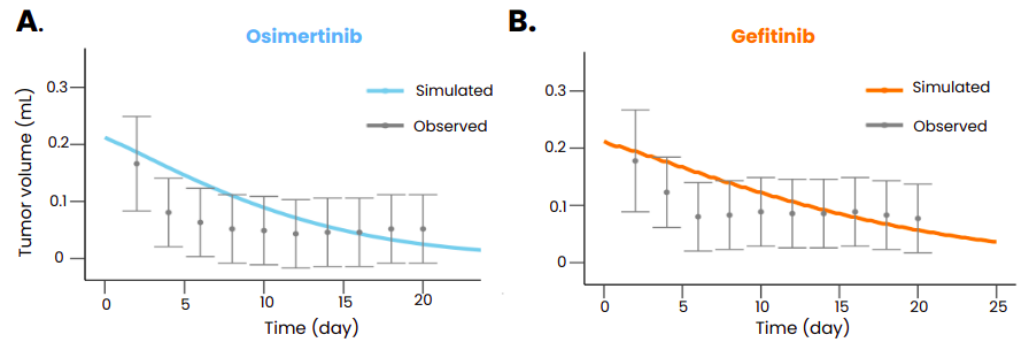 A.
Osimertinib
Tumor volume (mL)
0.3
0.2
0.1
0
Simulated
Observed
0 5 10 15 20
Time (day)
B.
Gefitinib
0.3
0.2
0.1
0
Simulated
Observed
0 5 10 15 20 25
Time (day)